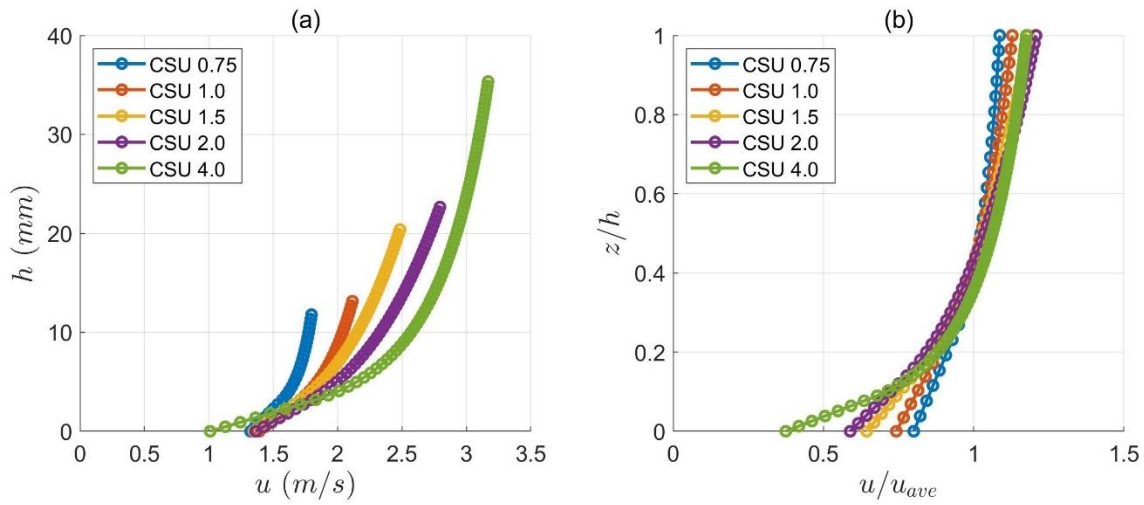 (a)
40
30
20
10
0
h (mm)
CSU 0.75
CSU 1.0
CSU 1.5
CSU 2.0
CSU 4.0
0 0.5 1 1.5 2 2.5 3 3.5
u (m/s)
(b)
1
0.8
0.6
0.4
0.2
0
z/h
CSU 0.75
CSU 1.0
CSU 1.5
CSU 2.0
CSU 4.0
0 0.5 1 1.5
u/u_ave